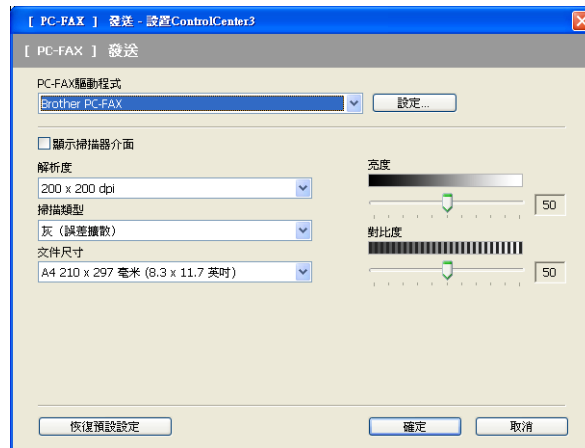 [ PC-FAX ] 發送 - 設置ControlCenter3
[ PC-FAX ] 發送
PC-FAX驅動程式
Brother PC-FAX
設定...
顯示掃描器介面
解析度
200 x 200 dpi
掃描類型
灰（誤差擴散）
文件尺寸
A4 210 x 297 毫米 (8.3 x 11.7 英吋)
亮度
50
對比度
50
恢復預設設定
確定
取消